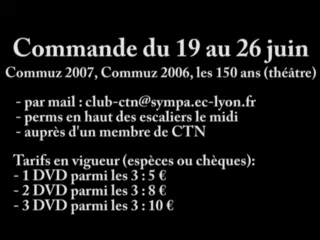 Commande du 19 au 26 juin
Commuz 2007, Commuz 2006, les 150 ans (théâtre)
- par mail : club-ctn@sympa.ec-lyon.fr
- perms en haut des escaliers le midi
- auprès d'un membre de CTN
Tarifs en vigueur (espèces ou chèques):
- 1 DVD parmi les 3 : 5 €
- 2 DVD parmi les 3 : 8 €
- 3 DVD parmi les 3 : 10 €